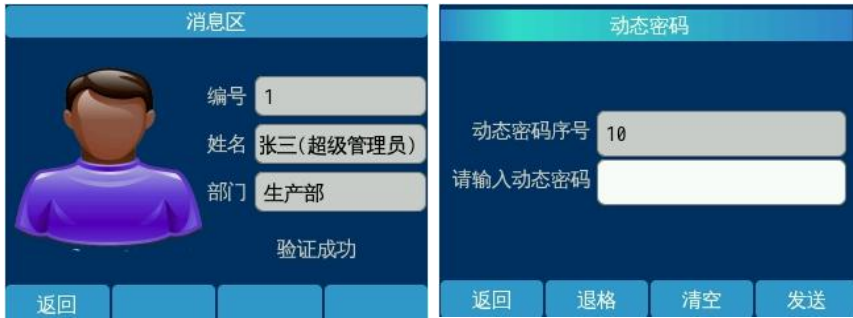 消息区
编号 1
姓名 张三(超级管理员)
部门 生产部
验证成功
返回
动态密码
动态密码序号 10
请输入动态密码
返回 退格 清空 发送